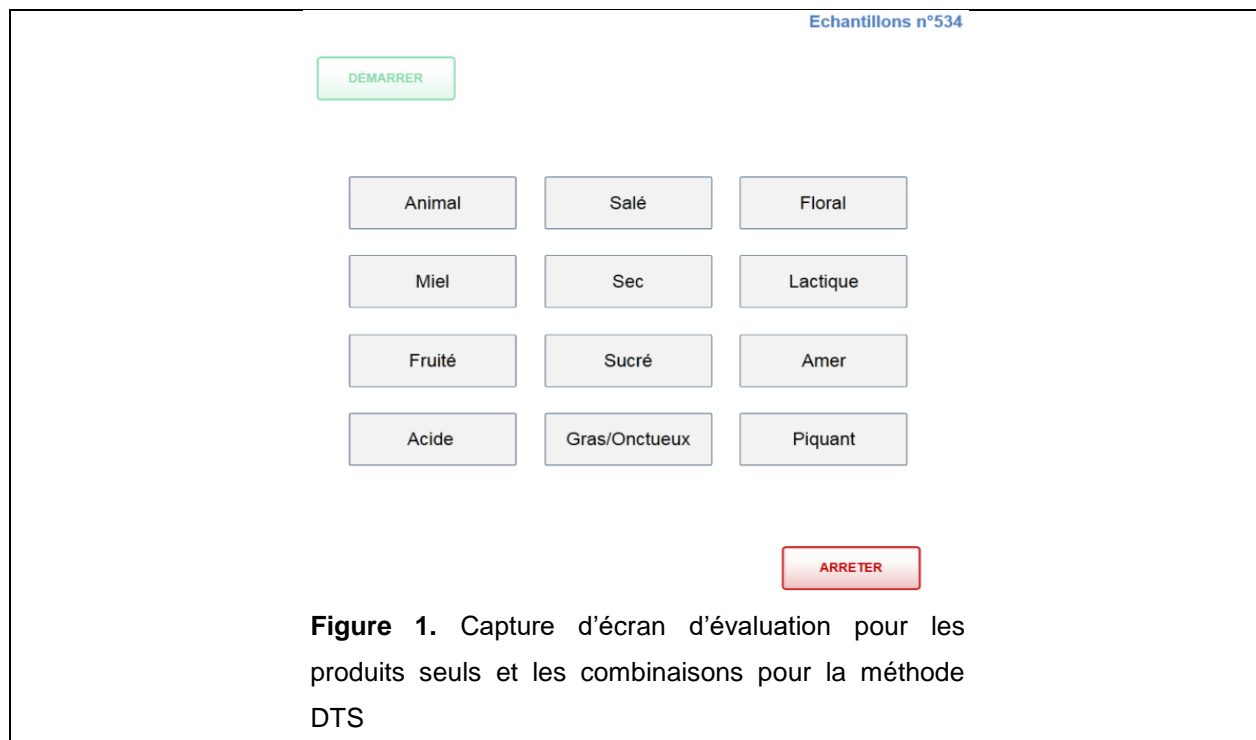 Echantillons n°534
DÉMARRER
Animal Salé Floral
Miel Sec Lactique
Fruité Sucré Amer
Acide Gras/Onctueux Piquant
ARRETER
Figure 1. Capture d'écran d'évaluation pour les
produits seuls et les combinaisons pour la méthode
DTS